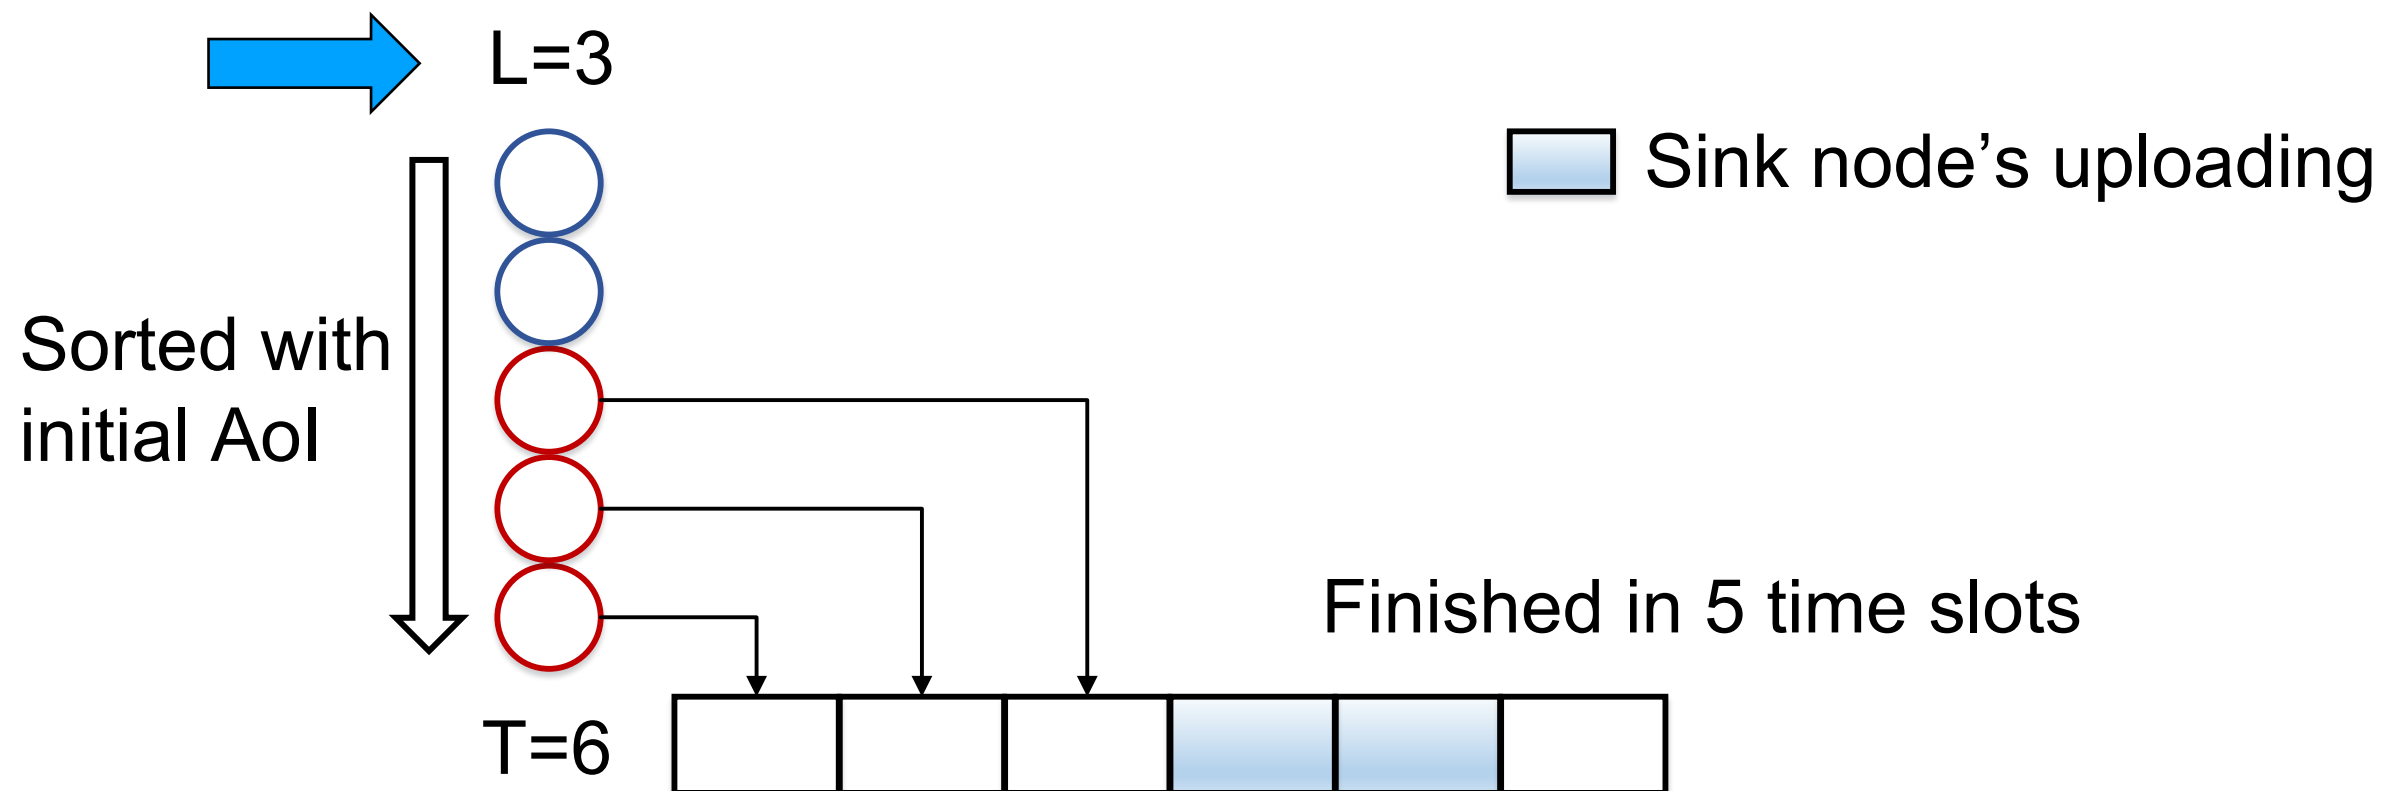 L=3
Sink node’s uploading
Sorted with
initial AoI
Finished in 5 time slots
T=6